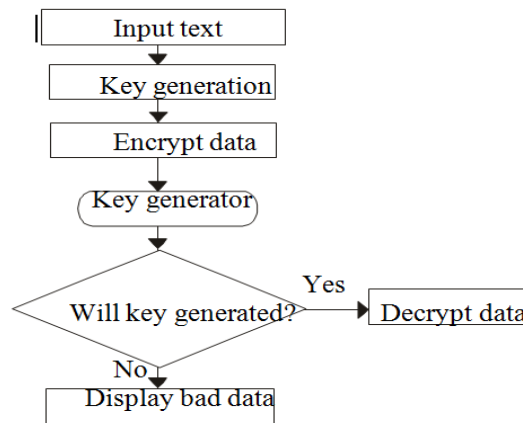 Input text
Key generation
Encrypt data
Key generator
Will key generated?
Yes
Decrypt data
No
Display bad data